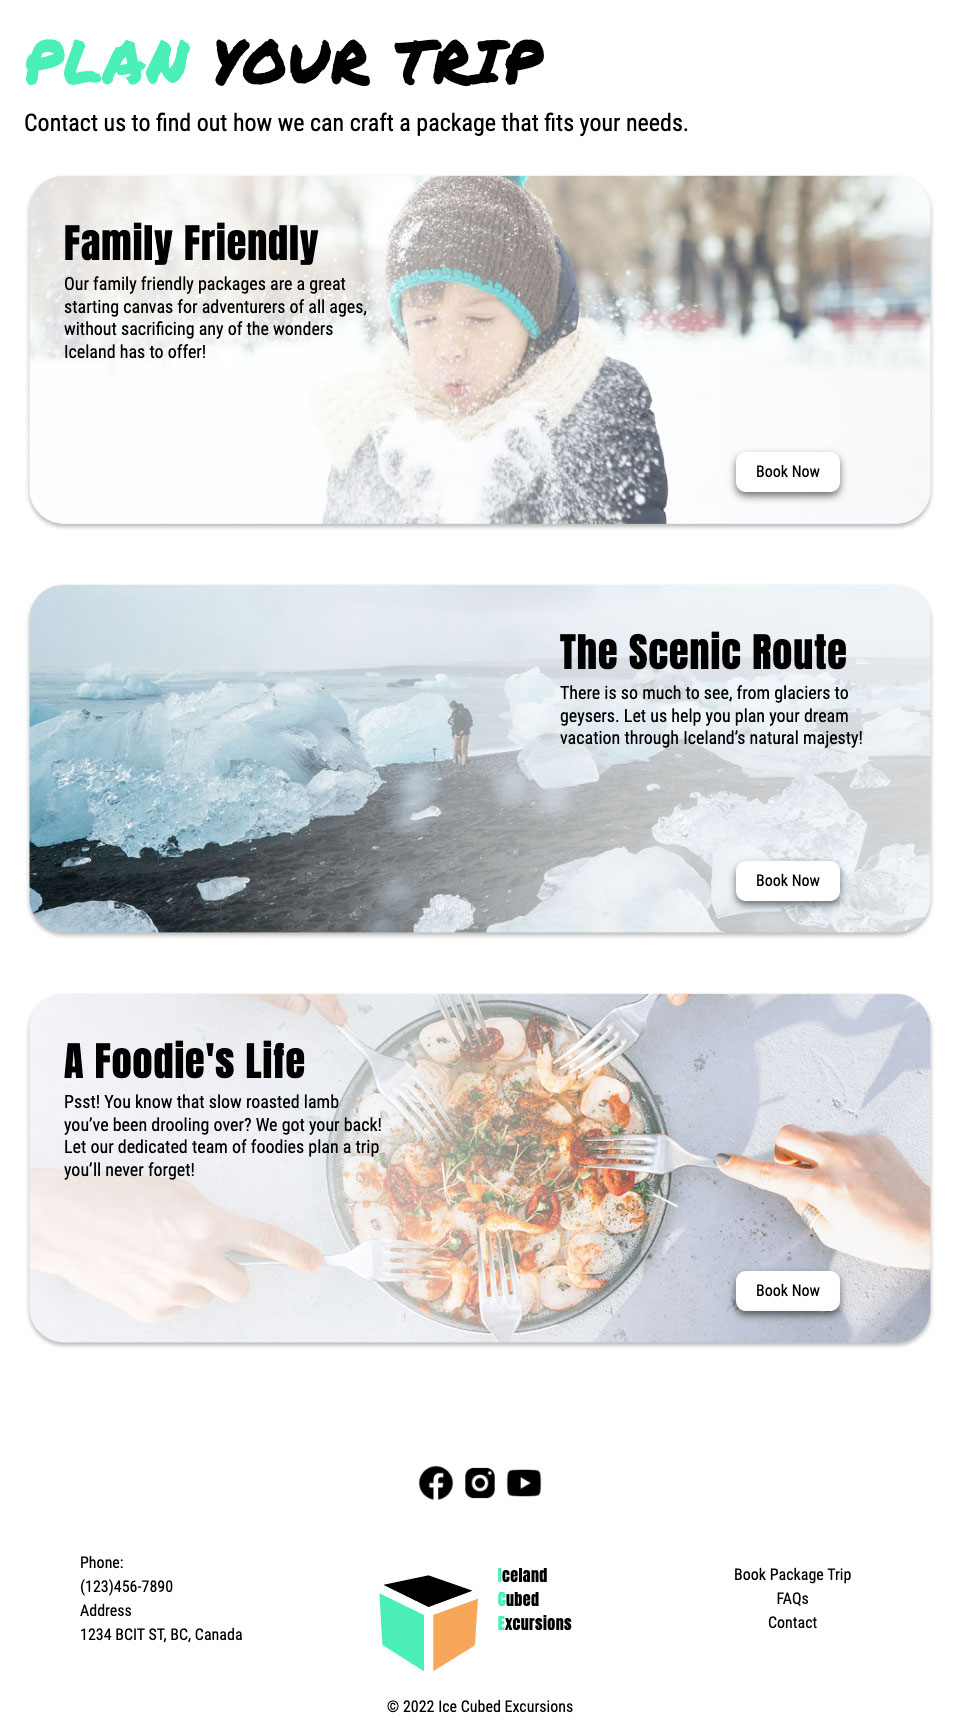 PLAN YOUR TRIP
Contact us to find out how we can craft a package that fits your needs.
Family Friendly
Our family friendly packages are a great
starting canvas for adventurers of all ages,
without sacrificing any of the wonders
Iceland has to offer!
Book Now
The Scenic Route
There is so much to see, from glaciers to
geysers. Let us help you plan your dream
vacation through Iceland’s natural majesty!
Book Now
A Foodie's Life
Psst! You know that slow roasted lamb
you’ve been drooling over? We got your back!
Let our dedicated team of foodies plan a trip
you’ll never forget!
Book Now
Phone:
(123)456-7890
Address
1234 BCIT ST, BC, Canada
Iceland
Cubed
Excursions
Book Package Trip
FAQs
Contact
© 2022 Ice Cubed Excursions